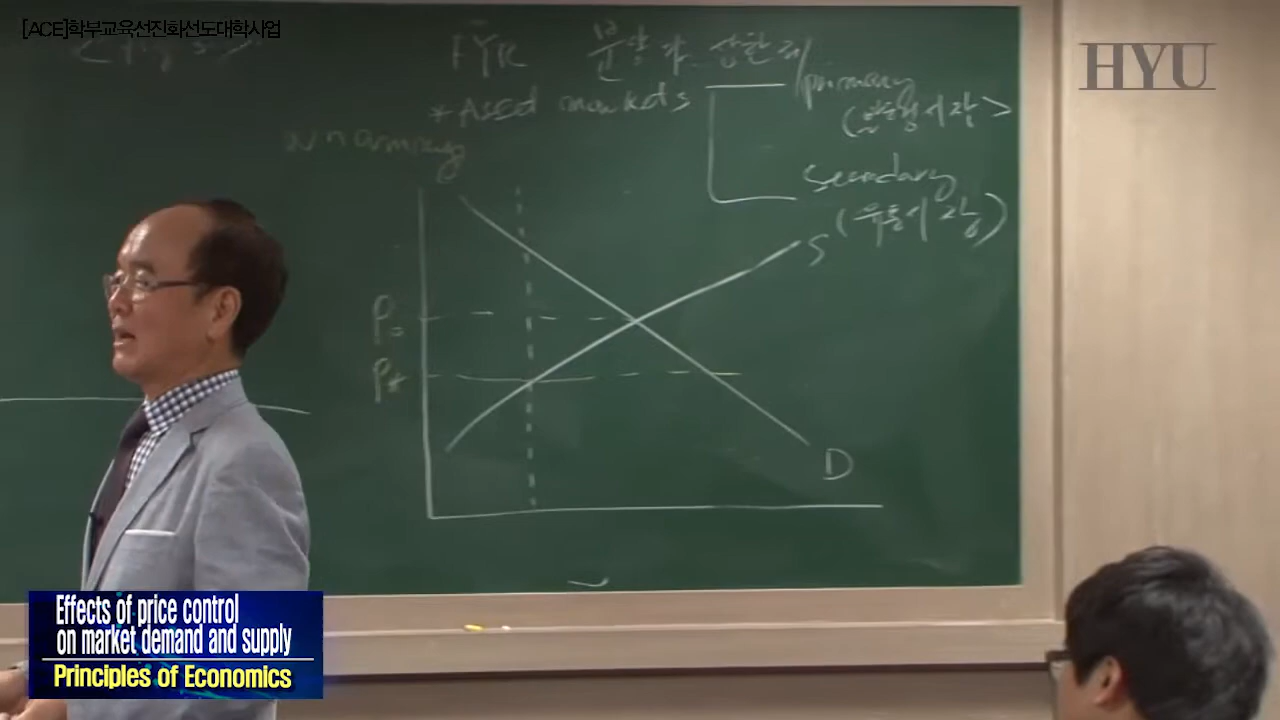 [ACE]학부교육선진화선도대학사업
HYU
분양가 상한제
* Asset markets
primary
(발행시장)
secondary
(유통시장)
S
P₀
P*
D
Effects of price control
on market demand and supply
Principles of Economics